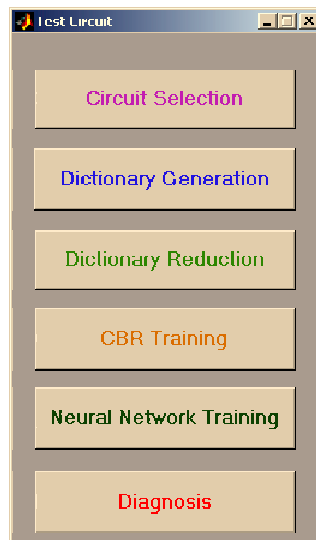 Test Circuit
Circuit Selection
Dictionary Generation
Dictionary Reduction
CBR Training
Neural Network Training
Diagnosis